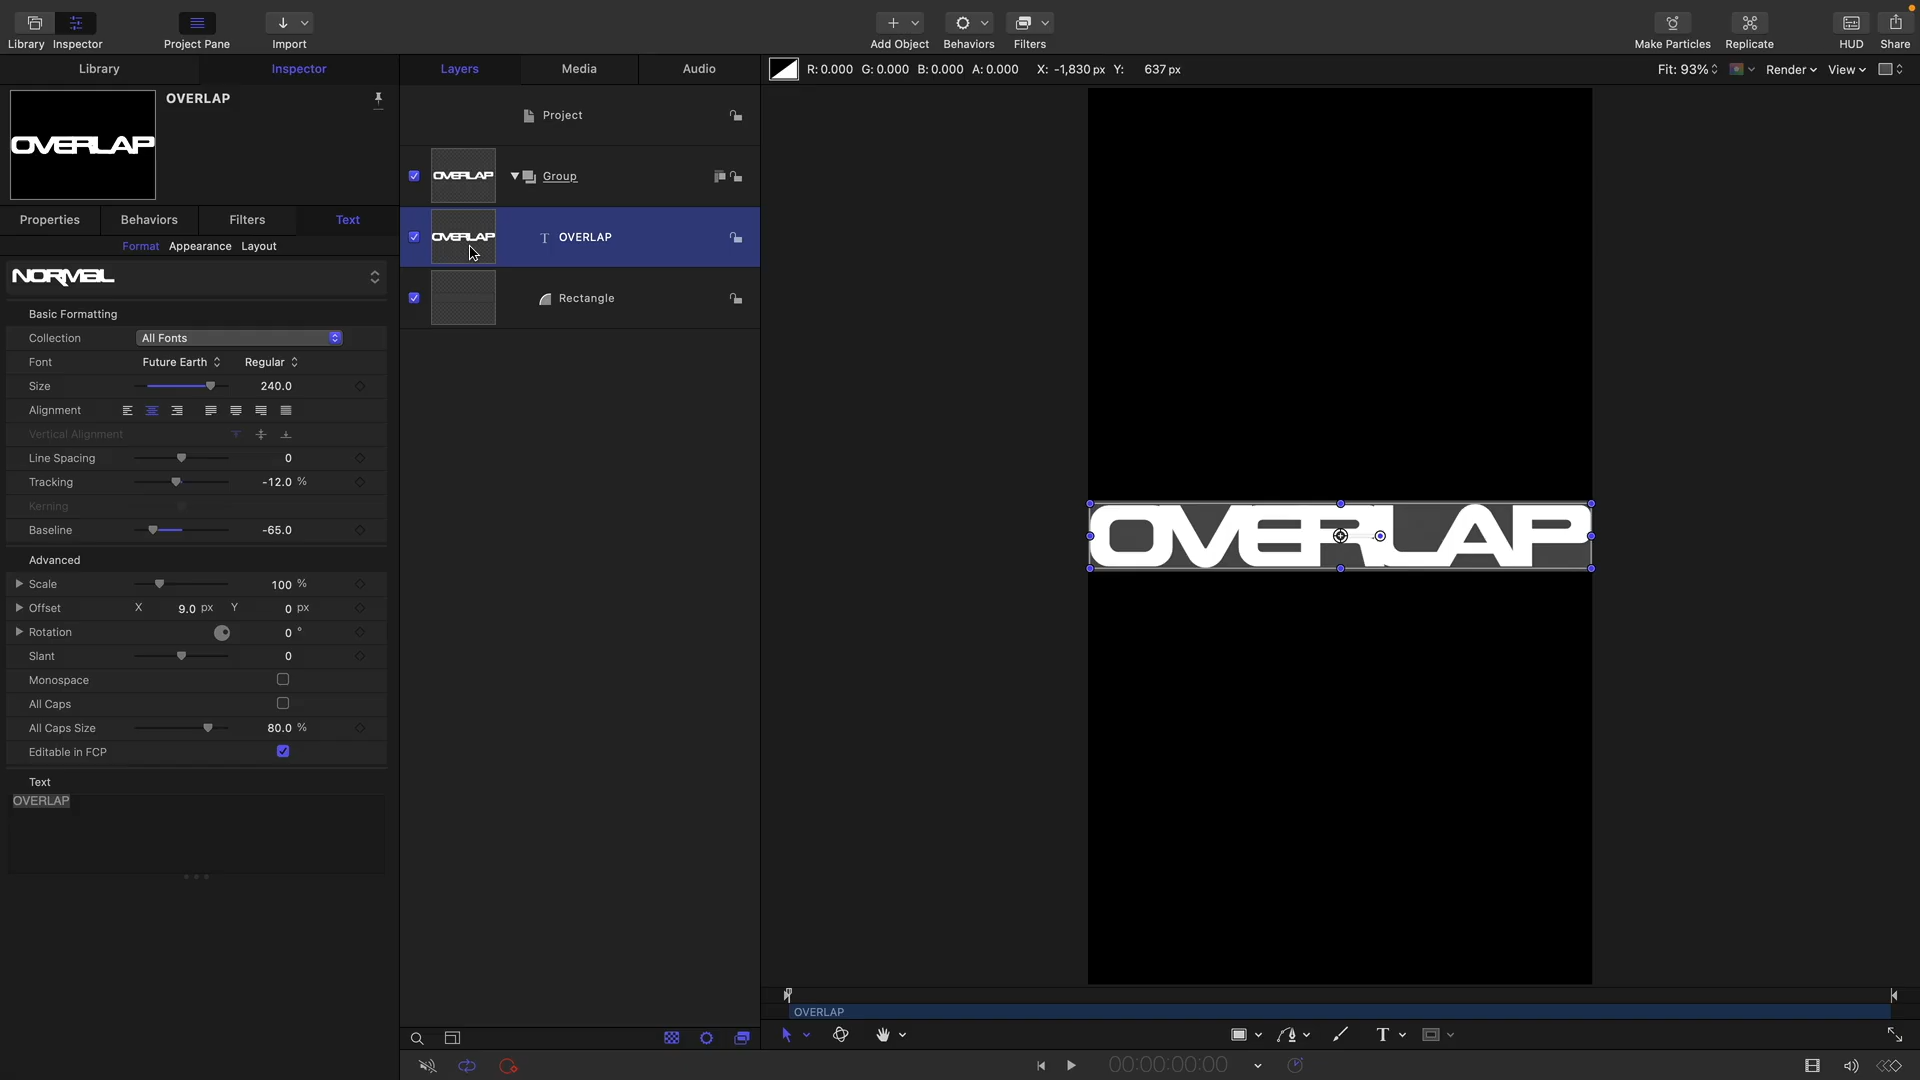 Library Inspector Project Pane Import Add Object Behaviors Filters Make Particles Replicate HUD Share
Library Inspector Layers Media Audio R: 0.000 G: 0.000 B: 0.000 A: 0.000 X: -1,830 px Y: 637 px Fit: 93% Render View
OVERLAP
OVERLAP
Project
OVERLAP Group
Properties Behaviors Filters Text
OVERLAP T OVERLAP
Format Appearance Layout
NORMAL
Rectangle
Basic Formatting
Collection All Fonts
Font Future Earth Regular
Size 240.0
Alignment
Vertical Alignment
Line Spacing 0
Tracking -12.0 %
Kerning
Baseline -65.0
OVERLAP
Advanced
Scale 100 %
Offset X 9.0 px Y 0 px
Rotation 0 °
Slant 0
Monospace
All Caps
All Caps Size 80.0 %
Editable in FCP
Text
OVERLAP
OVERLAP
T
00:00:00:00